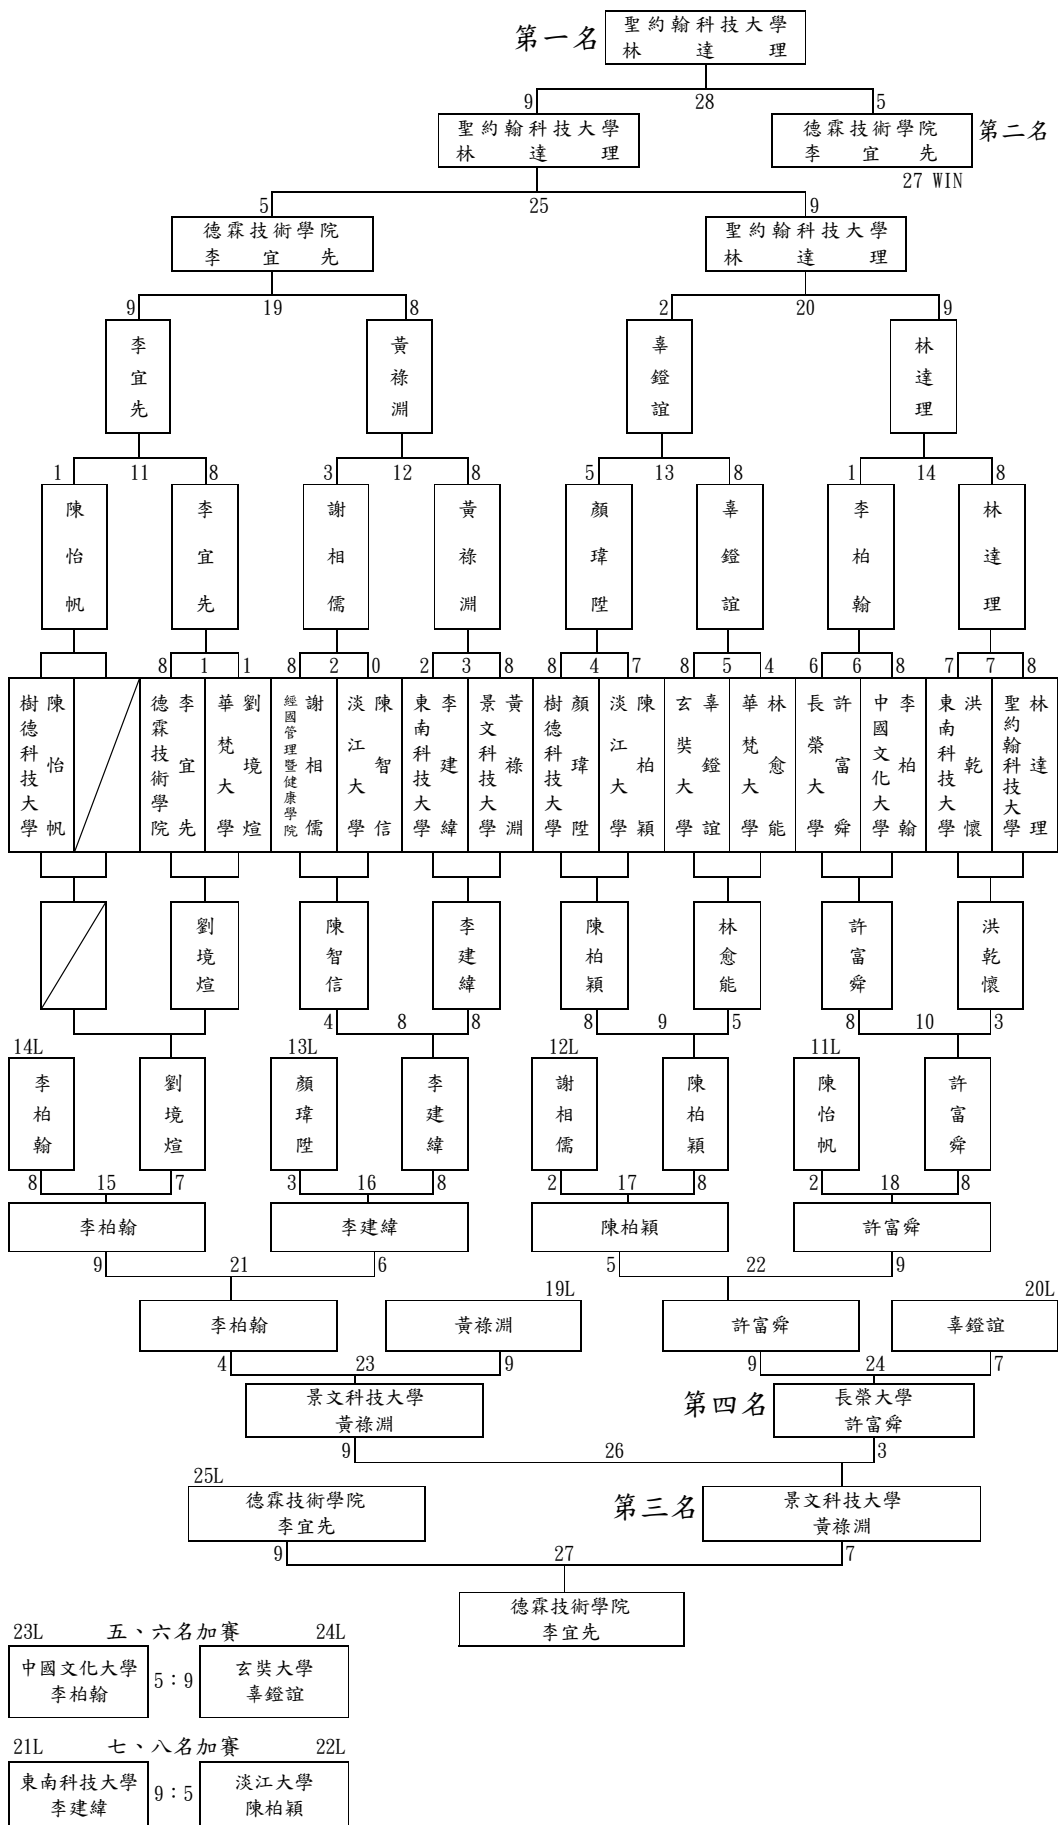 第一名
聖約翰科技大學
林達理
9 28 5
聖約翰科技大學
林達理
德霖技術學院
李宜先
第二名
27 WIN
5 25 9
德霖技術學院
李宜先
聖約翰科技大學
林達理
9 19 8 2 20 9
李宜先
黃祿淵
辜鐙誼
林達理
1 11 8 3 12 8 5 13 8 1 14 8
陳怡帆
李宜先
謝相儒
黃祿淵
顏瑋陞
辜鐙誼
李柏翰
林達理
8 1 1 8 2 0 2 3 8 8 4 7 8 5 4 6 6 8 7 7 8
樹德科技大學
陳怡帆
德霖技術學院
李宜先
華梵大學
劉境煊
經國管理暨健康學院
謝相儒
淡江大學
陳智信
東南科技大學
李建緯
景文科技大學
黃祿淵
樹德科技大學
顏瑋陞
淡江大學
陳柏穎
玄奘大學
辜鐙誼
華梵大學
林愈能
長榮大學
許富舜
中國文化大學
李柏翰
東南科技大學
洪乾懷
聖約翰科技大學
林達理
劉境煊
陳智信
李建緯
陳柏穎
林愈能
許富舜
洪乾懷
4 8 8 8 9 5 8 10 3
14L 13L 12L 11L
李柏翰
劉境煊
顏瑋陞
李建緯
謝相儒
陳柏穎
陳怡帆
許富舜
8 15 7 3 16 8 2 17 8 2 18 8
李柏翰
李建緯
陳柏穎
許富舜
9 21 6 5 22 9
19L 20L
李柏翰
黃祿淵
許富舜
辜鐙誼
4 23 9 9 24 7
景文科技大學
黃祿淵
第四名
長榮大學
許富舜
9 26 3
25L
德霖技術學院
李宜先
第三名
景文科技大學
黃祿淵
9 27 7
德霖技術學院
李宜先
23L 五、六名加賽 24L
中國文化大學
李柏翰
5：9
玄奘大學
辜鐙誼
21L 七、八名加賽 22L
東南科技大學
李建緯
9：5
淡江大學
陳柏穎